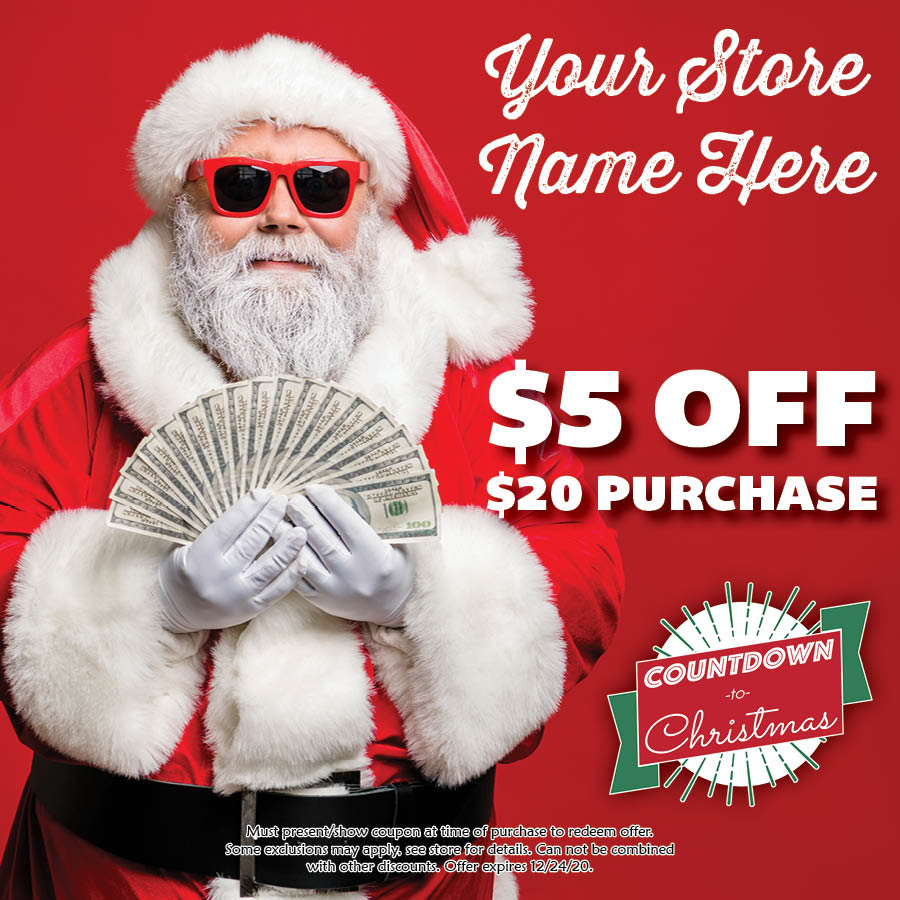 Your Store
Name Here
$5 OFF
$20 PURCHASE
COUNTDOWN
-to-
Christmas
100
Must present/show coupon at time of purchase to redeem offer.
Some exclusions may apply, see store for details. Can not be combined
with other discounts. Offer expires 12/24/20.